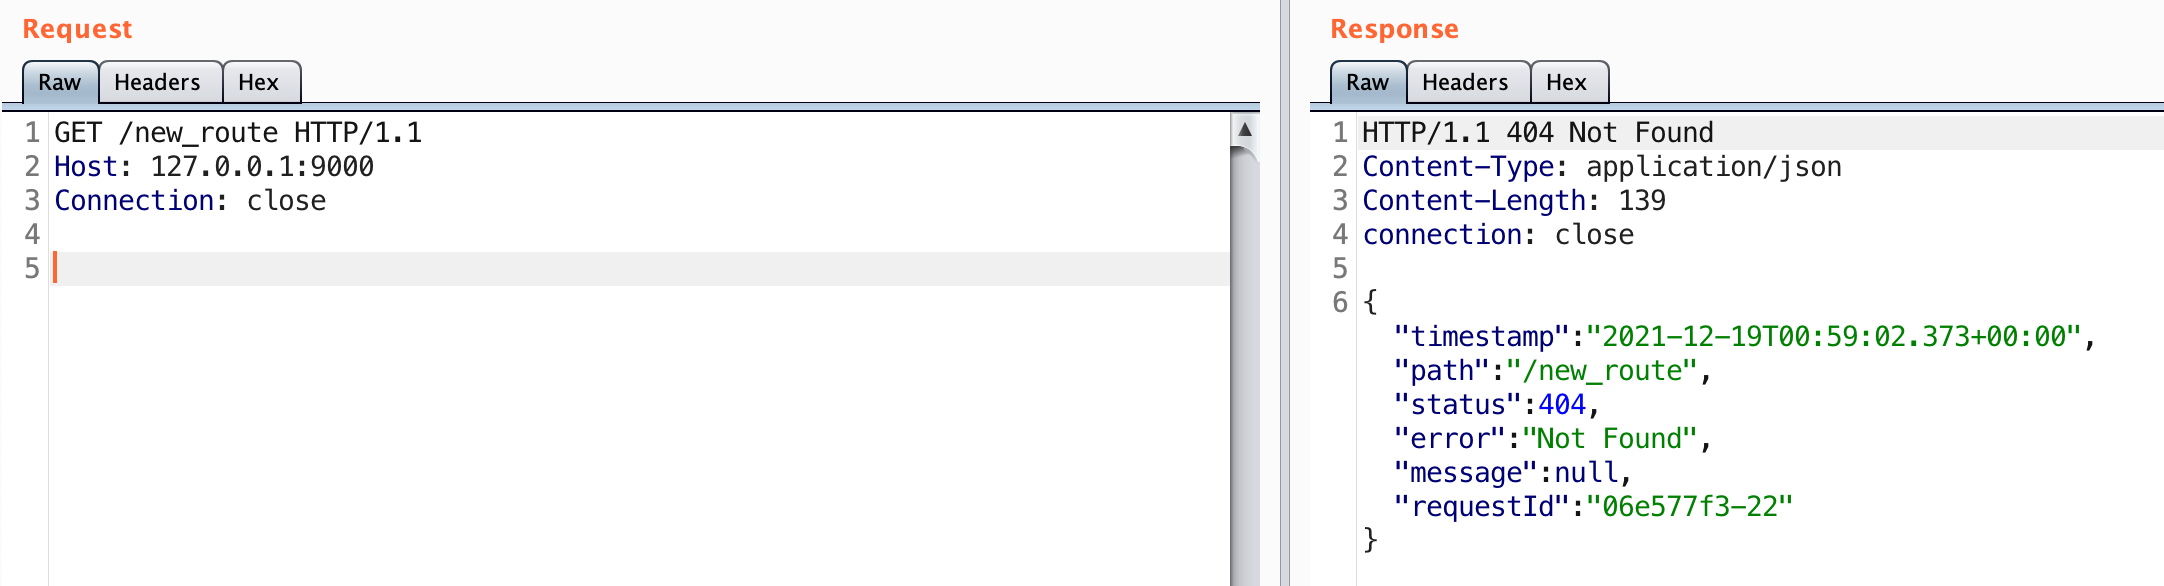 Request
Raw Headers Hex
1 GET /new_route HTTP/1.1
2 Host: 127.0.0.1:9000
3 Connection: close
4
5
Response
Raw Headers Hex
1 HTTP/1.1 404 Not Found
2 Content-Type: application/json
3 Content-Length: 139
4 connection: close
5
6 {
"timestamp":"2021-12-19T00:59:02.373+00:00",
"path":"/new_route",
"status":404,
"error":"Not Found",
"message":null,
"requestId":"06e577f3-22"
}